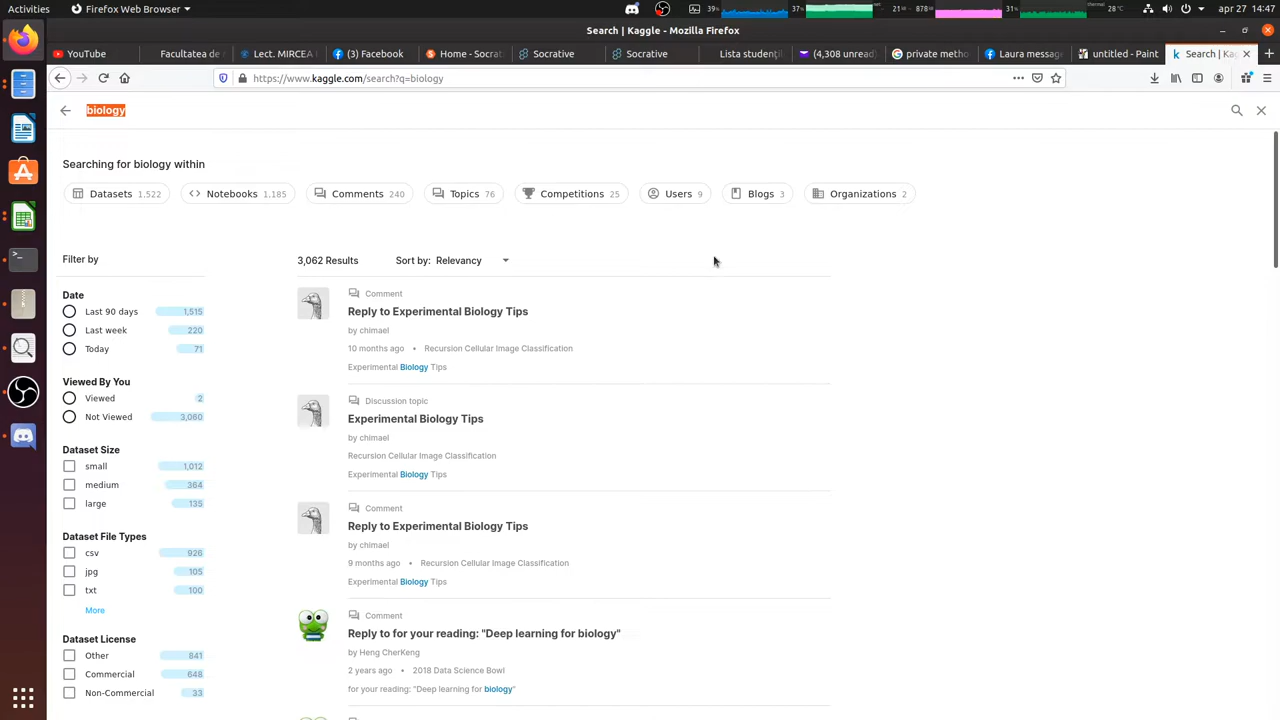 Activities
Firefox Web Browser
39%
37%
21
878
31%
28°C
apr 27 14:47
Search | Kaggle - Mozilla Firefox
YouTube
Facultatea de
Lect. MIRCEA I
(3) Facebook
Home - Socrat
Socrative
Socrative
Lista studenți
(4,308 unread)
private metho
Laura messag
untitled - Paint
Search | Kag
https://www.kaggle.com/search?q=biology
biology
Searching for biology within
Datasets 1.522
Notebooks 1.185
Comments 240
Topics 76
Competitions 25
Users 9
Blogs 3
Organizations 2
Filter by
3,062 Results
Sort by: Relevancy
Date
Last 90 days 1,515
Last week 220
Today 71
Viewed By You
Viewed 2
Not Viewed 3,060
Dataset Size
small 1,012
medium 364
large 135
Dataset File Types
csv 926
jpg 105
txt 100
More
Dataset License
Other 841
Commercial 648
Non-Commercial 33
Comment
Reply to Experimental Biology Tips
by chimael
10 months ago • Recursion Cellular Image Classification
Experimental Biology Tips
Discussion topic
Experimental Biology Tips
by chimael
Recursion Cellular Image Classification
Experimental Biology Tips
Comment
Reply to Experimental Biology Tips
by chimael
9 months ago • Recursion Cellular Image Classification
Experimental Biology Tips
Comment
Reply to for your reading: "Deep learning for biology"
by Heng CherKeng
2 years ago • 2018 Data Science Bowl
for your reading: "Deep learning for biology"